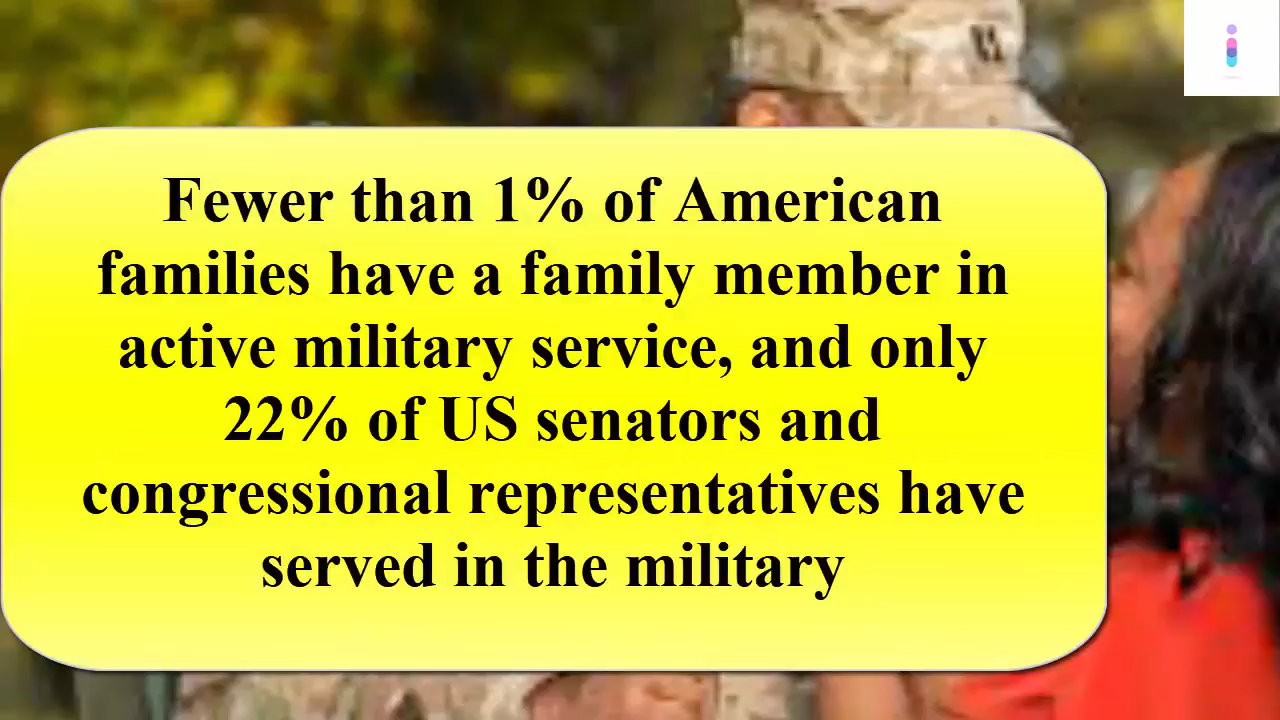 Fewer than 1% of American
families have a family member in
active military service, and only
22% of US senators and
congressional representatives have
served in the military